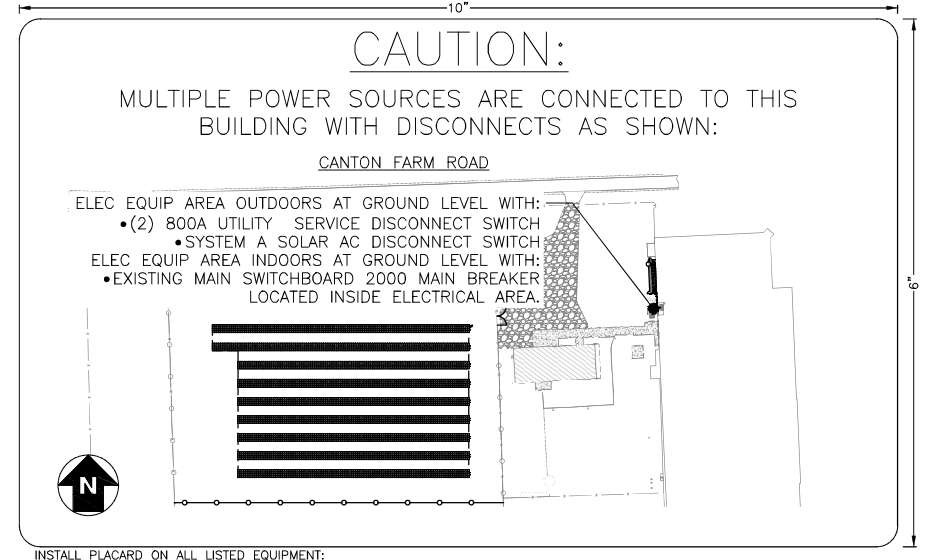 10"
CAUTION:
MULTIPLE POWER SOURCES ARE CONNECTED TO THIS
BUILDING WITH DISCONNECTS AS SHOWN:
CANTON FARM ROAD
ELEC EQUIP AREA OUTDOORS AT GROUND LEVEL WITH:
•(2) 800A UTILITY SERVICE DISCONNECT SWITCH
•SYSTEM A SOLAR AC DISCONNECT SWITCH
ELEC EQUIP AREA INDOORS AT GROUND LEVEL WITH:
•EXISTING MAIN SWITCHBOARD 2000 MAIN BREAKER
LOCATED INSIDE ELECTRICAL AREA.
6"
N
INSTALL PLACARD ON ALL LISTED EQUIPMENT: